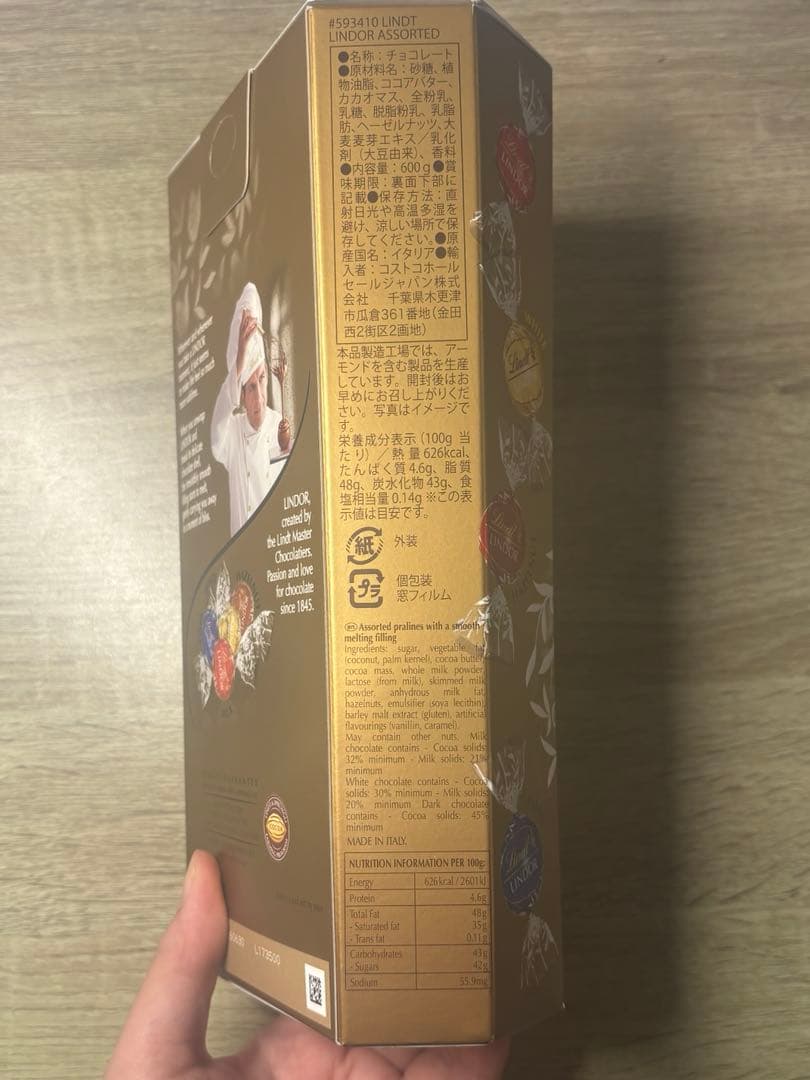 #593410 LINDT
LINDOR ASSORTED
●名称：チョコレート
●原材料名：砂糖、植
物油脂、ココアバター、
カカオマス、全粉乳、
乳糖、脱脂粉乳、乳脂
肪、ヘーゼルナッツ、大
麦麦芽エキス／乳化
剤（大豆由来）、香料
●内容量：600g●賞
味期限：裏面下部に
記載●保存方法：直
射日光や高温多湿を
避け、涼しい場所で保
存してください。●原
産国名：イタリア●輸
入者：コストコホール
セールジャパン株式
会社 千葉県木更津
市瓜倉361番地（金田
西2街区2画地）
本品製造工場では、アー
モンドを含む製品を生産
しています。開封後はお
早めにお召し上がりくだ
さい。写真はイメージで
す。
栄養成分表示（100g 当
たり）／熱量 626kcal、
たんぱく質 4.6g、脂質
48g、炭水化物 43g、食
塩相当量 0.14g ※この表
示値は目安です。
紙 外装
プラ 個包装
窓フィルム
Assorted pralines with a smooth
melting filling
Ingredients: sugar, vegetable fat
(coconut, palm kernel), cocoa butter,
cocoa mass, whole milk powder,
lactose (from milk), skimmed milk
powder, anhydrous milk fat,
hazelnuts, emulsifier (soya lecithin),
barley malt extract (gluten), artificial
flavourings (vanillin, caramel).
May contain other nuts. Milk
chocolate contains - Cocoa solids:
32% minimum - Milk solids: 21%
minimum
White chocolate contains - Cocoa
solids: 30% minimum - Milk solids:
20% minimum Dark chocolate
contains - Cocoa solids: 45%
minimum
MADE IN ITALY.
NUTRITION INFORMATION PER 100g:
Energy 626kcal / 2601kJ
Protein 4.6g
Total Fat 48g
- Saturated fat 35g
- Trans fat 0.11g
Carbohydrates 43g
- Sugars 42g
Sodium 55.9mg
LINDOR,
created by
the Lindt Master
Chocolatiers.
Passion and love
for chocolate
since 1845.
L173500
Lindt
LINDOR
Lindt
Lindt
LINDOR
Lindt
LINDOR